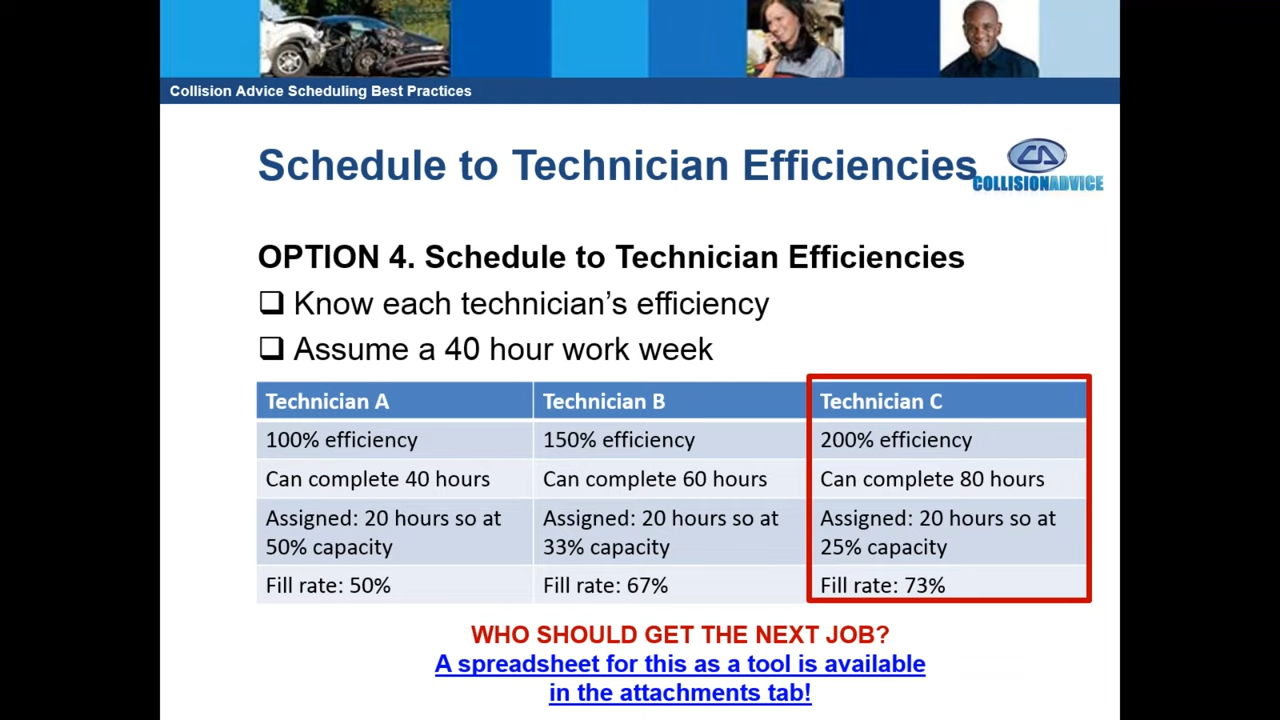 Collision Advice Scheduling Best Practices
Schedule to Technician Efficiencies
COLLISIONADVICE
OPTION 4. Schedule to Technician Efficiencies
❑ Know each technician's efficiency
❑ Assume a 40 hour work week
Technician A Technician B Technician C
100% efficiency 150% efficiency 200% efficiency
Can complete 40 hours Can complete 60 hours Can complete 80 hours
Assigned: 20 hours so at Assigned: 20 hours so at Assigned: 20 hours so at
50% capacity 33% capacity 25% capacity
Fill rate: 50% Fill rate: 67% Fill rate: 73%
WHO SHOULD GET THE NEXT JOB?
A spreadsheet for this as a tool is available
in the attachments tab!